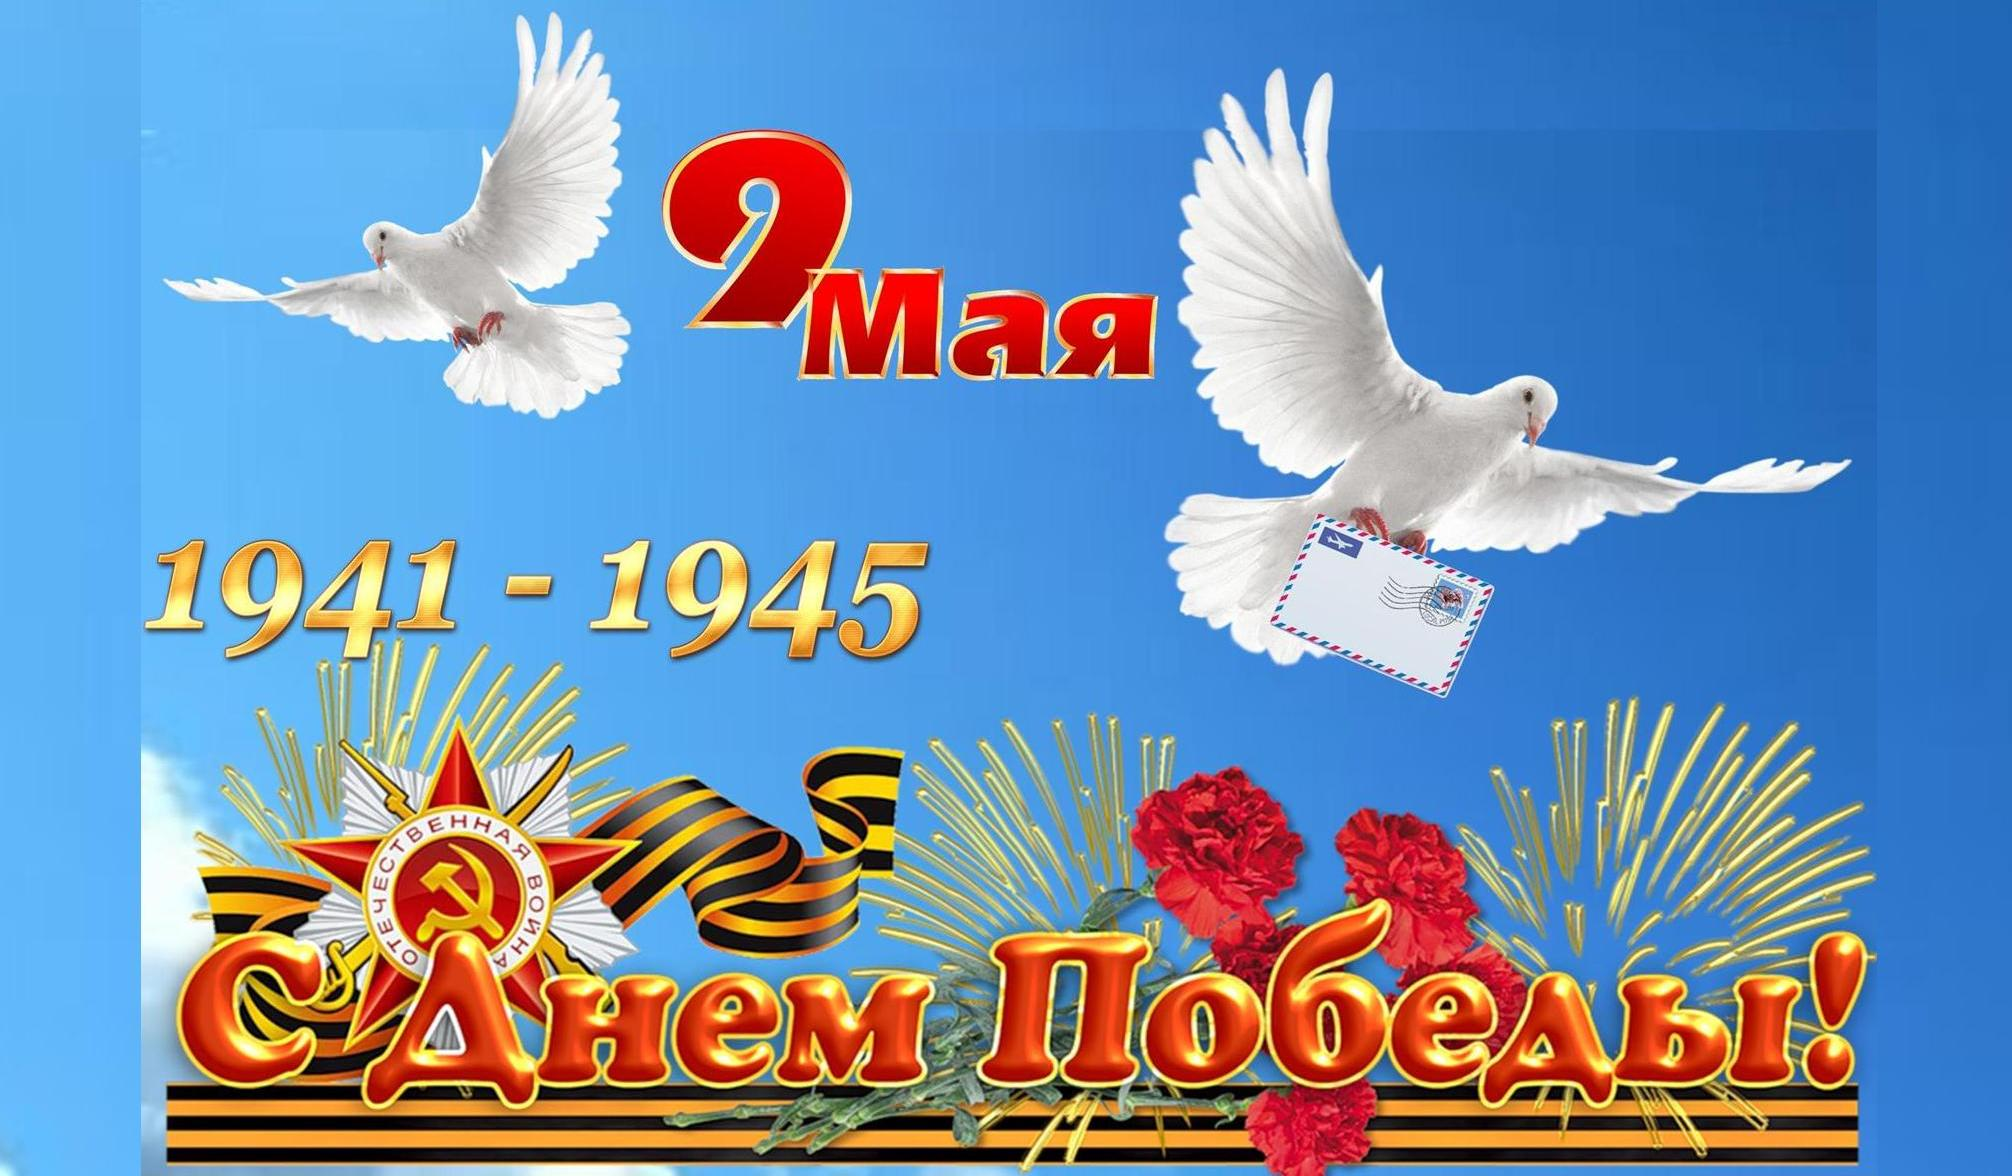 9 Мая
1941 - 1945
ОТЕЧЕСТВЕННАЯ ВОЙНА
С Днем Победы!